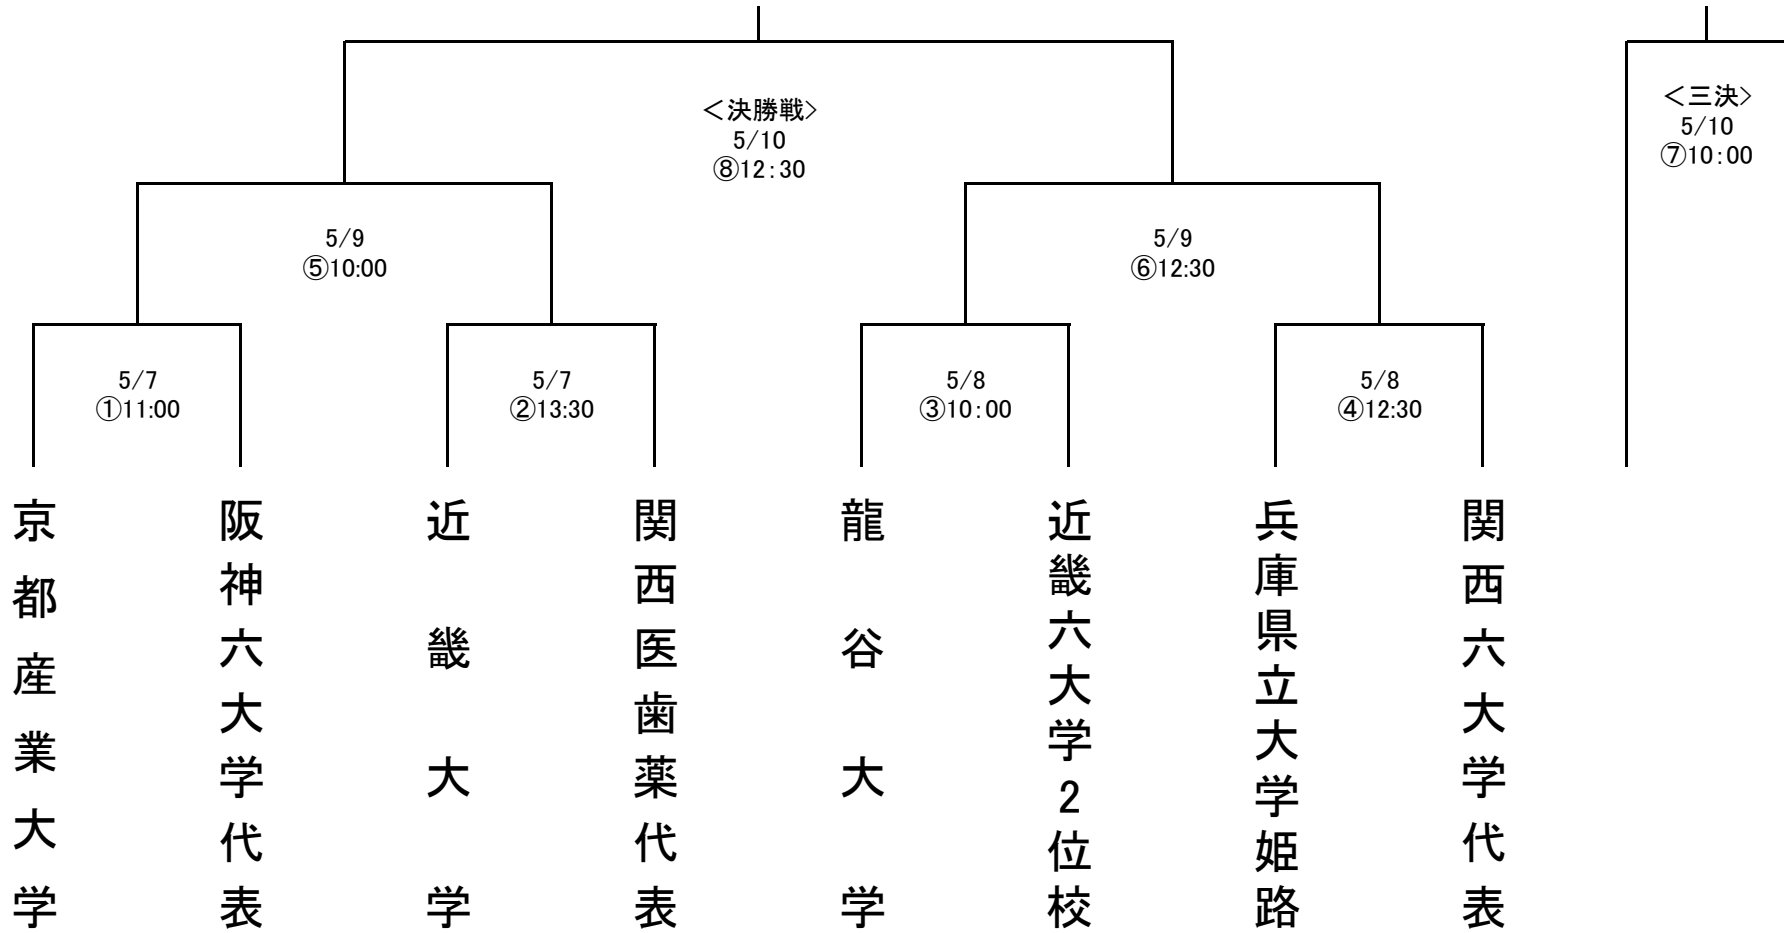 ＜決勝戦＞
5/10
⑧12：30
＜三決＞
5/10
⑦10：00
5/9
⑤10:00
5/9
⑥12:30
5/7
①11:00
5/7
②13:30
5/8
③10：00
5/8
④12:30
京都産業大学
阪神六大学代表
近畿大学
関西医歯薬代表
龍谷大学
近畿六大学2位校
兵庫県立大学姫路
関西六大学代表